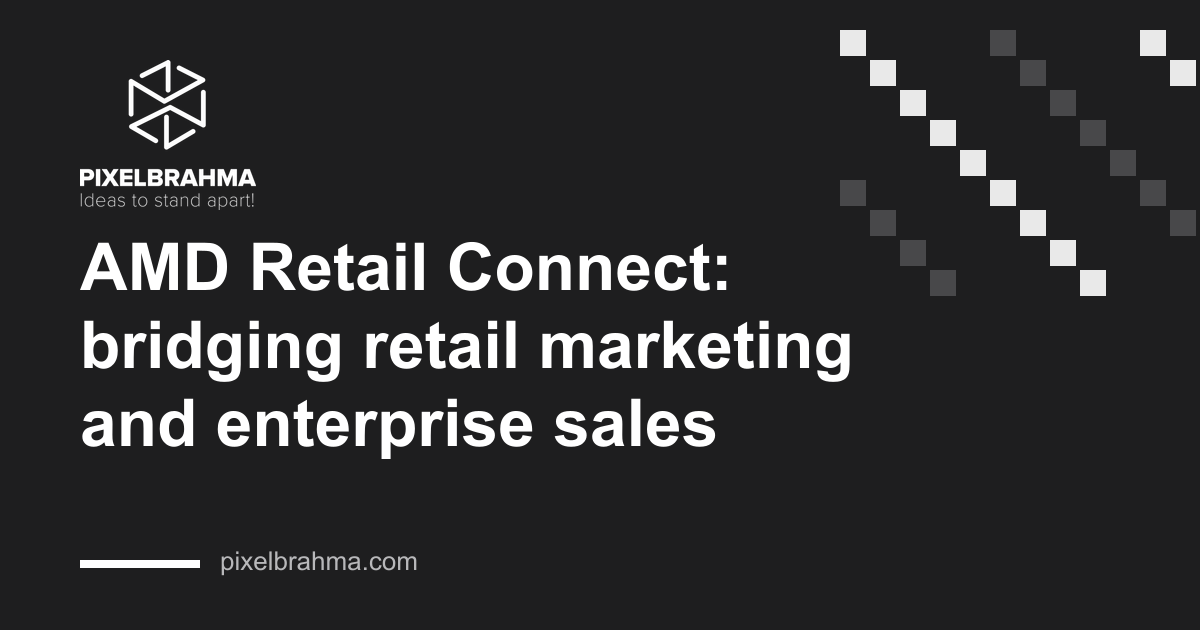 PIXELBRAHMA
Ideas to stand apart!
AMD Retail Connect:
bridging retail marketing
and enterprise sales
pixelbrahma.com